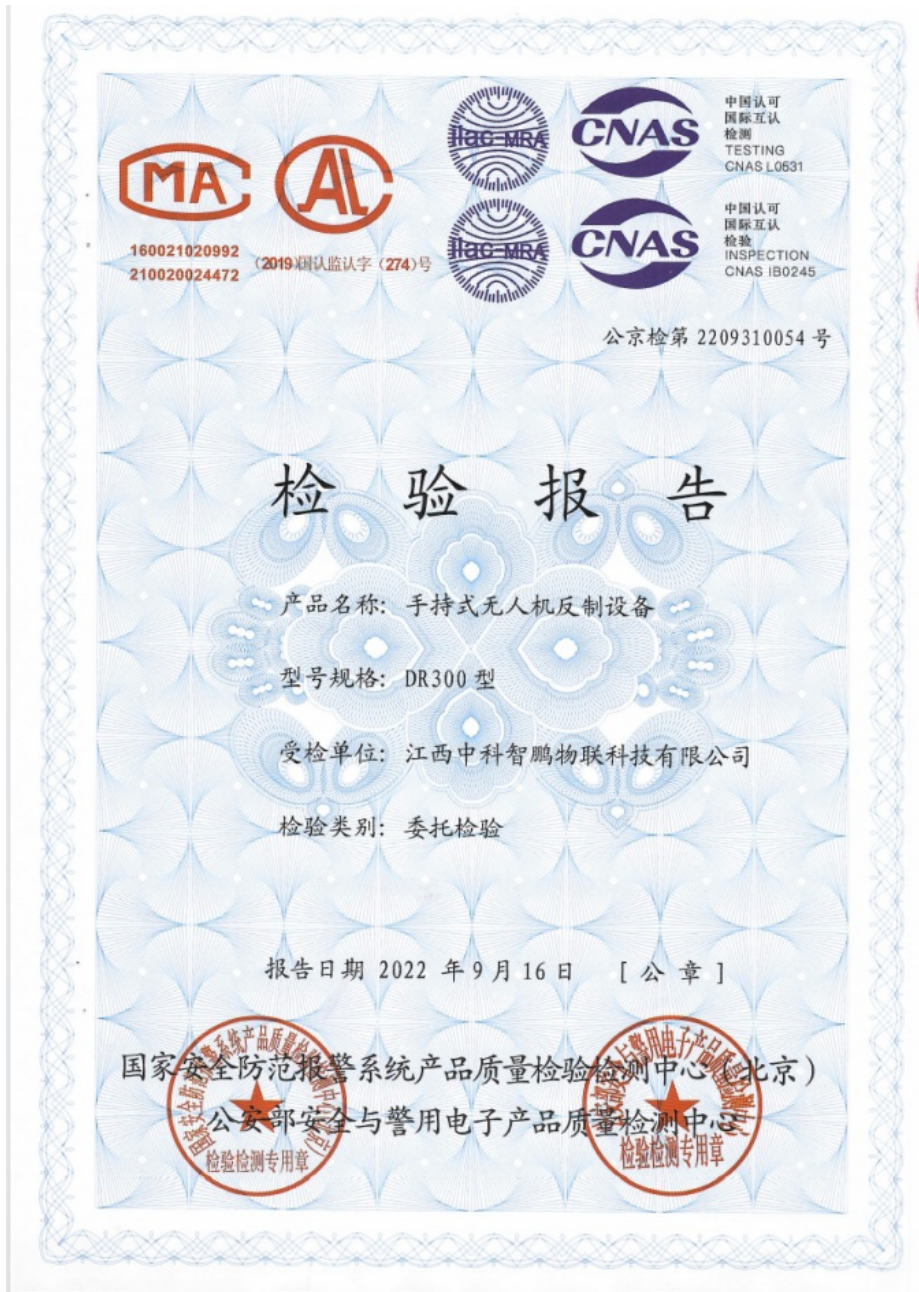 MA
160021020992
210020024472
AL
(2019)国认监认字(274)号
ilac-MRA
CNAS
中国认可
国际互认
检测
TESTING
CNAS L0531
ilac-MRA
CNAS
中国认可
国际互认
检验
INSPECTION
CNAS IB0245
公京检第 2209310054 号
检验报告
产品名称: 手持式无人机反制设备
型号规格: DR300 型
受检单位: 江西中科智鹏物联科技有限公司
检验类别: 委托检验
报告日期 2022 年 9 月 16 日 [ 公 章 ]
国家安全防范报警系统产品质量检验检测中心(北京)
公安部安全与警用电子产品质量检测中心
检验检测专用章
检验检测专用章